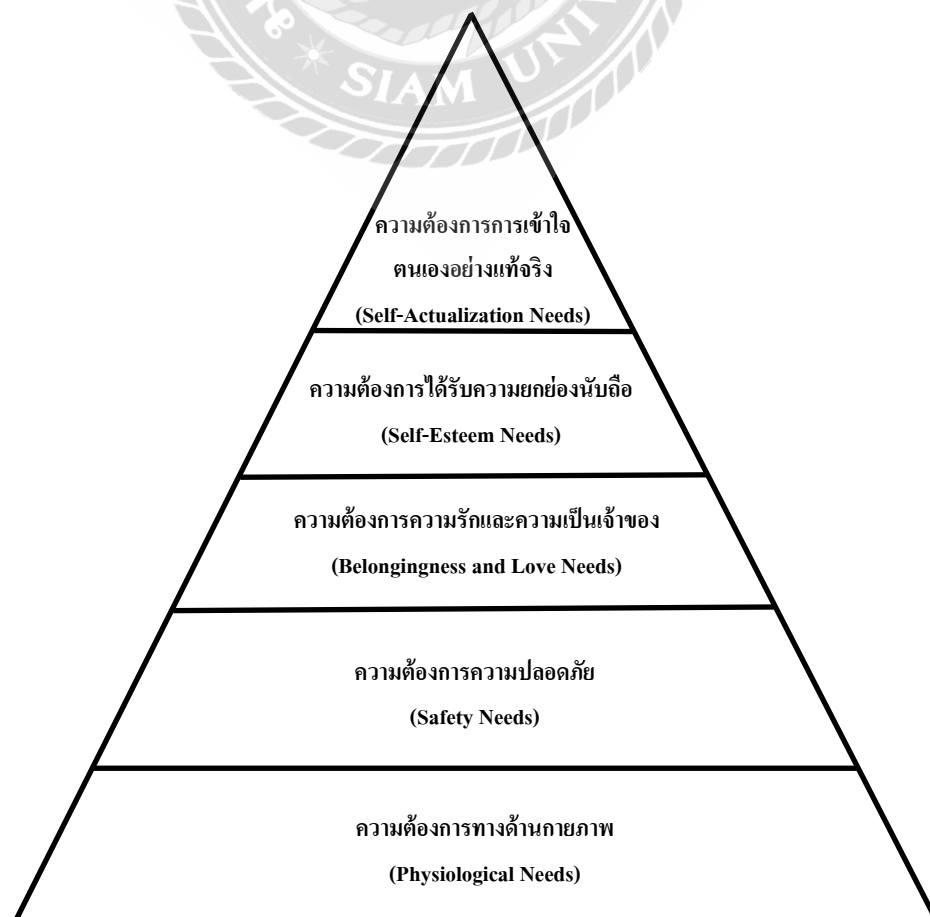 SIAM UNIV
ความต้องการการเข้าใจ
ตนเองอย่างแท้จริง
(Self-Actualization Needs)
ความต้องการได้รับความยกย่องนับถือ
(Self-Esteem Needs)
ความต้องการความรักและความเป็นเจ้าของ
(Belongingness and Love Needs)
ความต้องการความปลอดภัย
(Safety Needs)
ความต้องการทางด้านกายภาพ
(Physiological Needs)